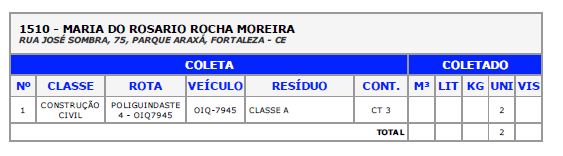 1510 - MARIA DO ROSARIO ROCHA MOREIRA
RUA JOSÉ SOMBRA, 75, PARQUE ARAXÁ, FORTALEZA - CE
COLETA COLETADO
Nº CLASSE ROTA VEÍCULO RESÍDUO CONT. M³ LIT KG UNI VIS
1 CONSTRUÇÃO CIVIL POLIGUINDASTE 4 - OIQ7945 OIQ-7945 CLASSE A CT 3 2
TOTAL 2